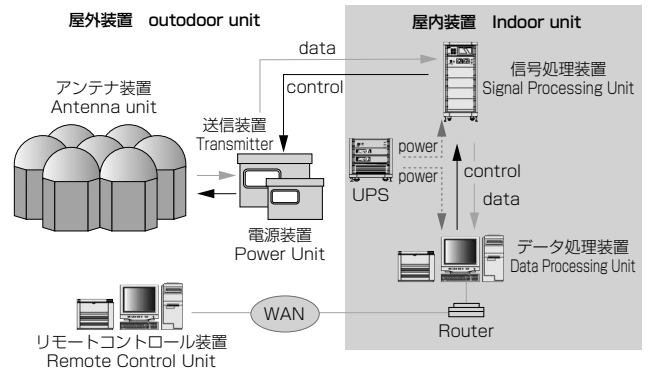 屋外装置　outodoor unit
屋内装置　Indoor unit
data
control
アンテナ装置
Antenna unit
送信装置
Transmitter
信号処理装置
Signal Processing Unit
power
power
UPS
control
data
電源装置
Power Unit
データ処理装置
Data Processing Unit
WAN
Router
リモートコントロール装置
Remote Control Unit